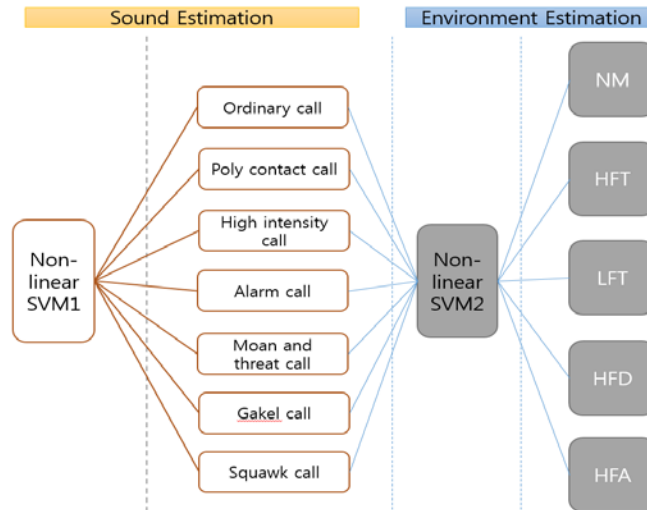 Sound Estimation
Environment Estimation
Non-
linear
SVM1
Ordinary call
Poly contact call
High intensity
call
Alarm call
Moan and
threat call
Gakel call
Squawk call
Non-
linear
SVM2
NM
HFT
LFT
HFD
HFA